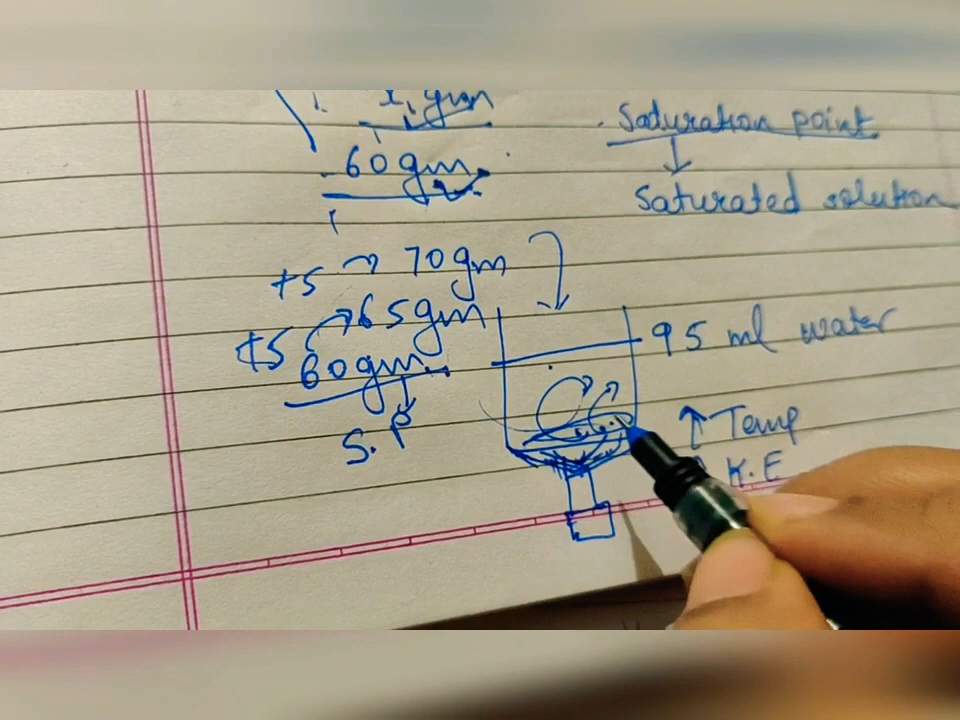 gm
Saturation point
60 gm
Saturated solution
+5 70 gm
+5 65 gm
95 ml water
60 gm
S.P
↑ Temp
K.E